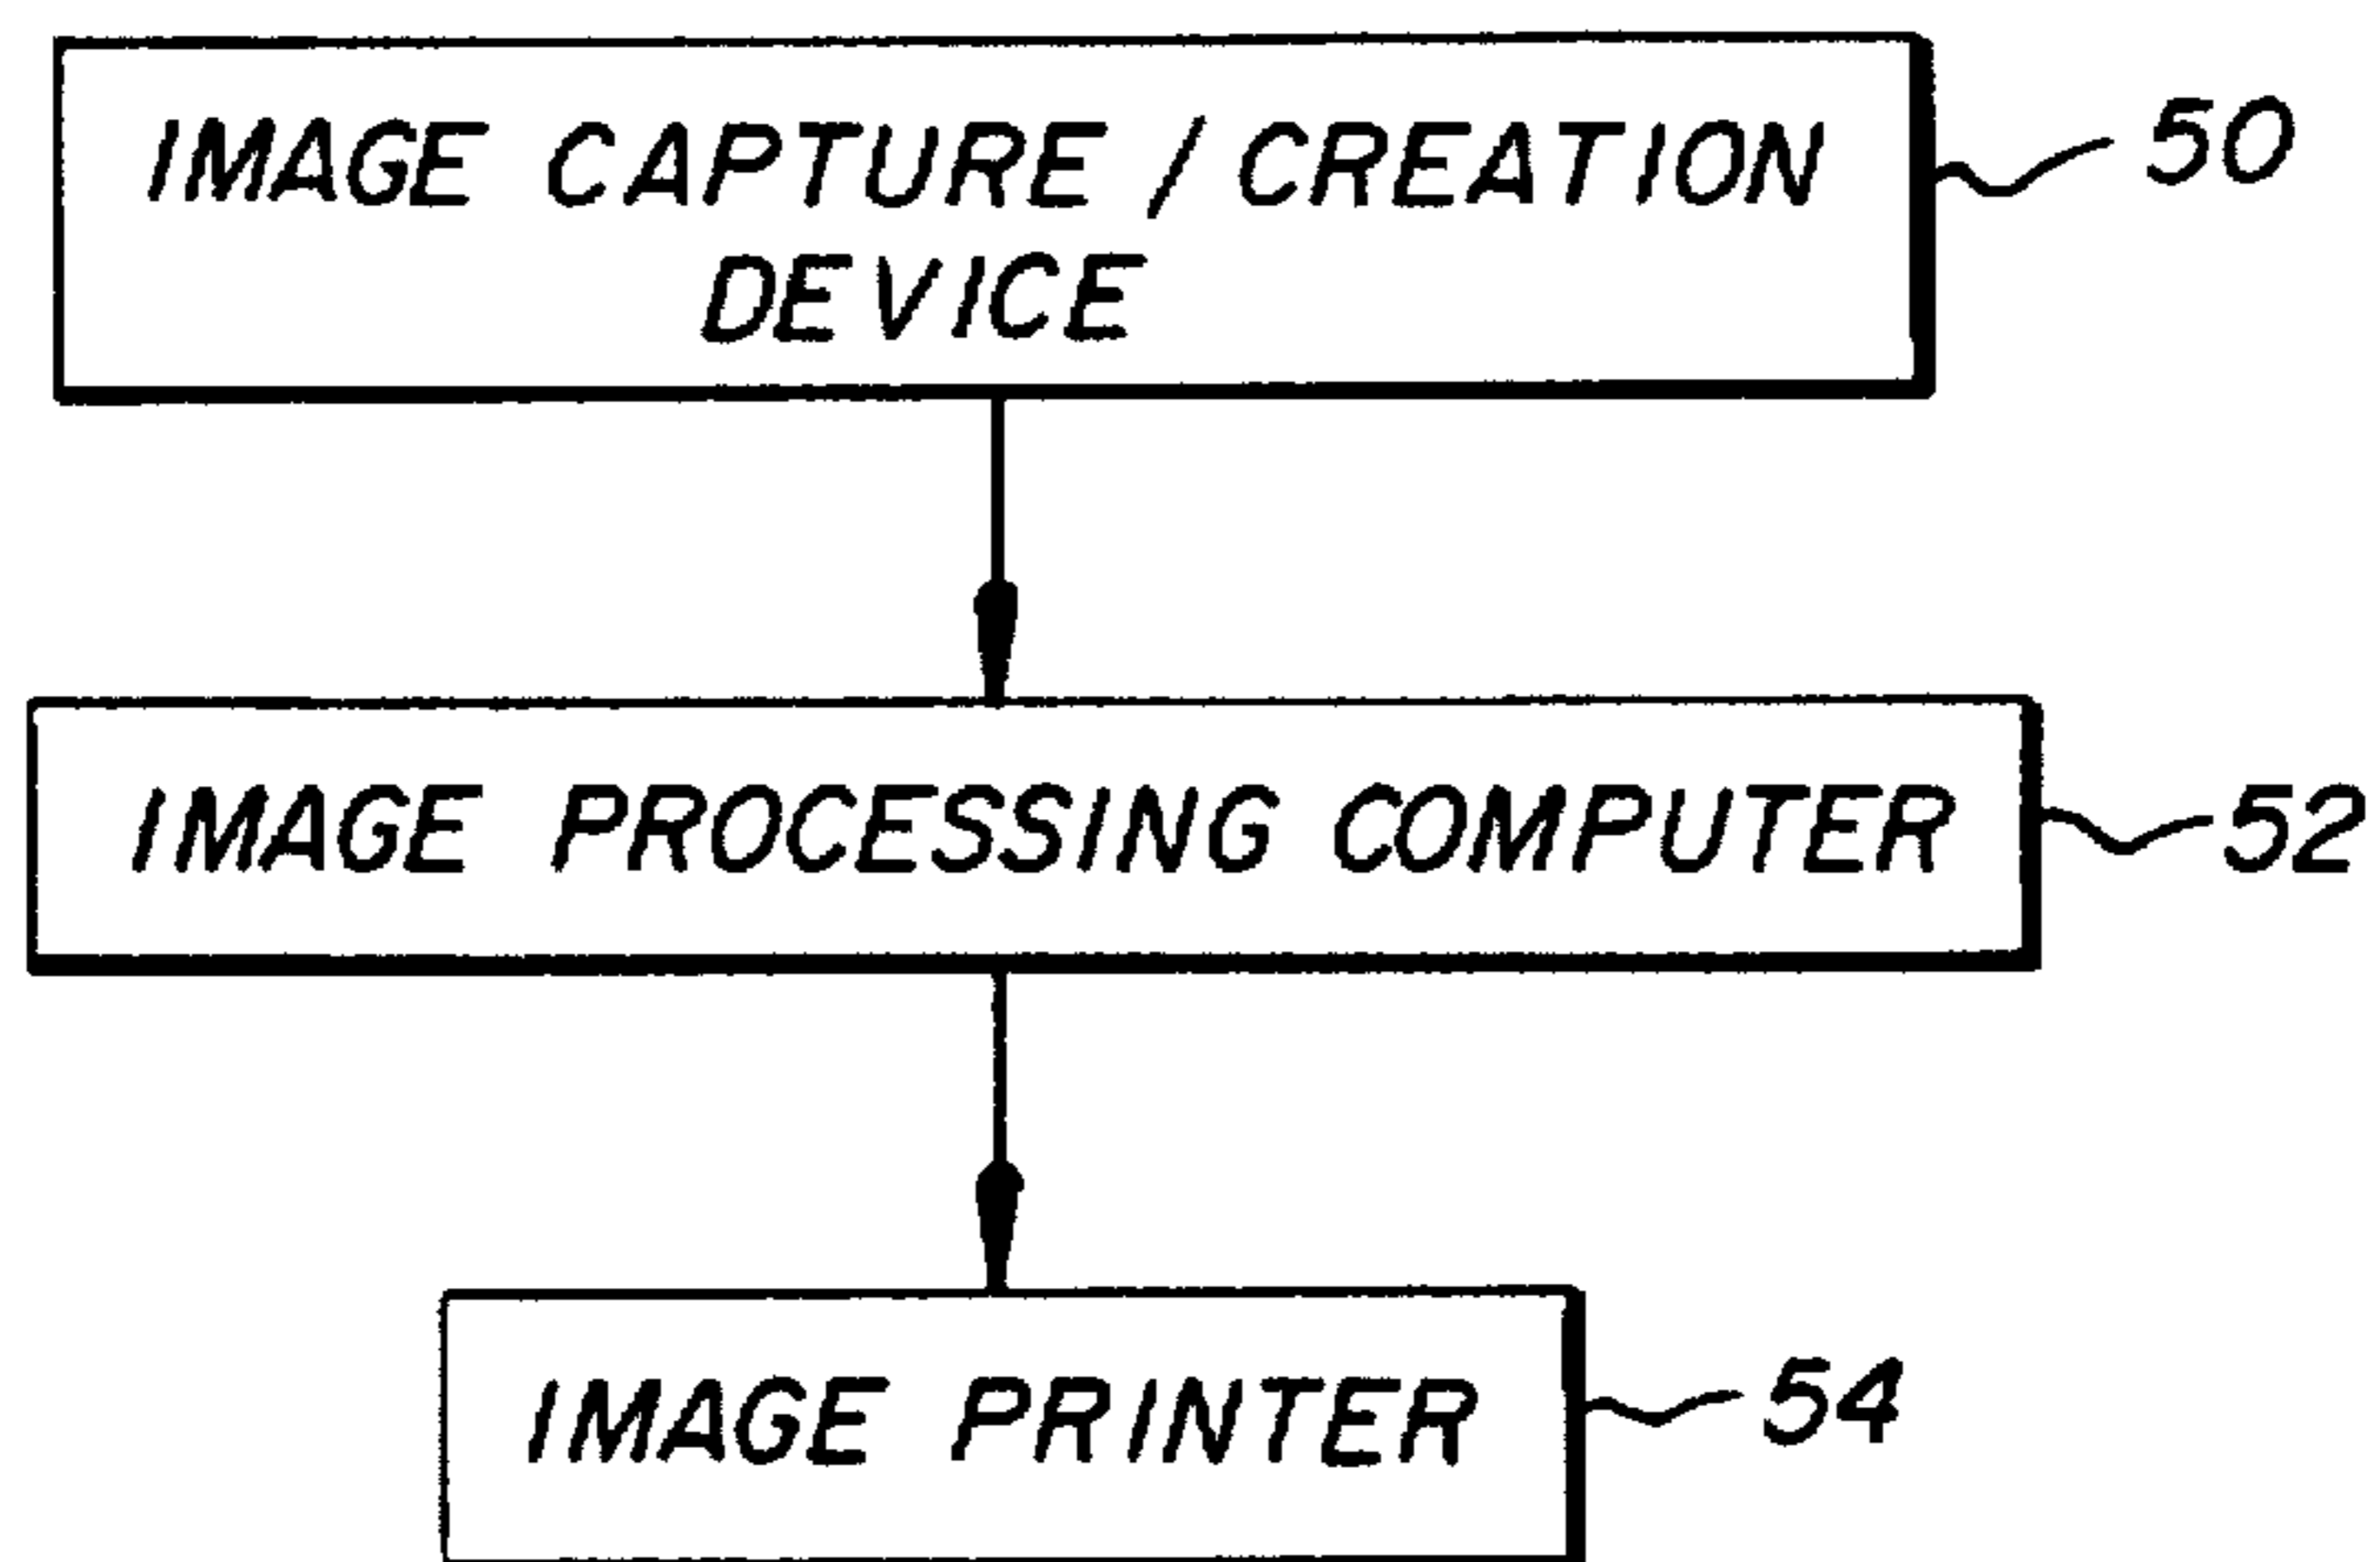 IMAGE CAPTURE / CREATION
DEVICE
50
IMAGE PROCESSING COMPUTER
52
IMAGE PRINTER
54